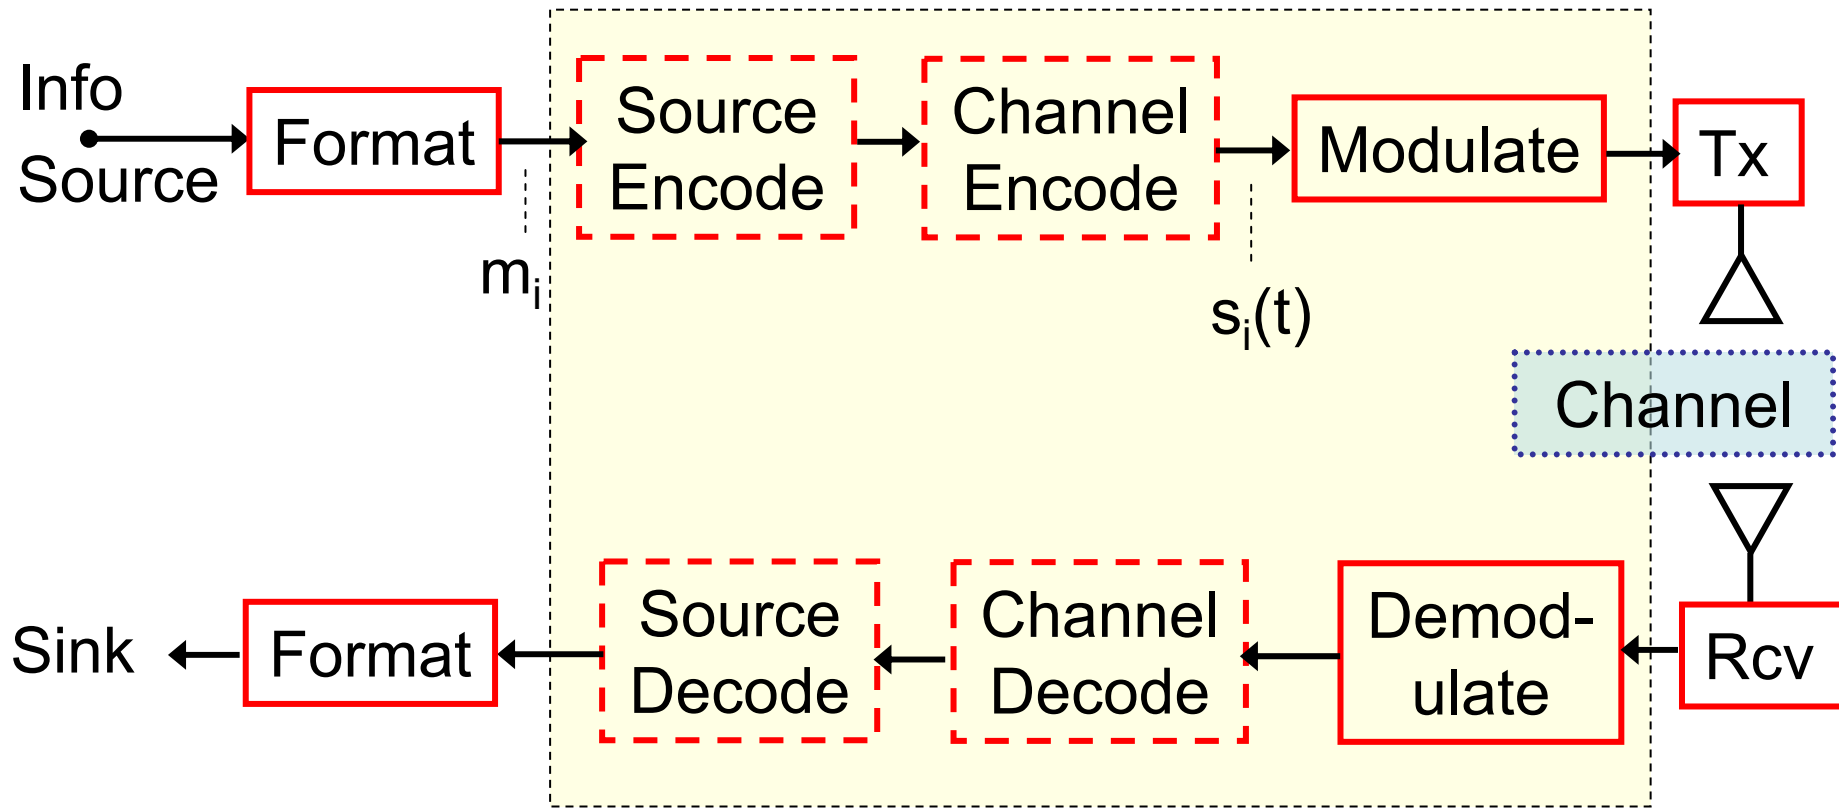 Info
Source
Format
Source
Encode
Channel
Encode
Modulate
Tx
mi
si(t)
Channel
Sink
Format
Source
Decode
Channel
Decode
Demod-
ulate
Rcv